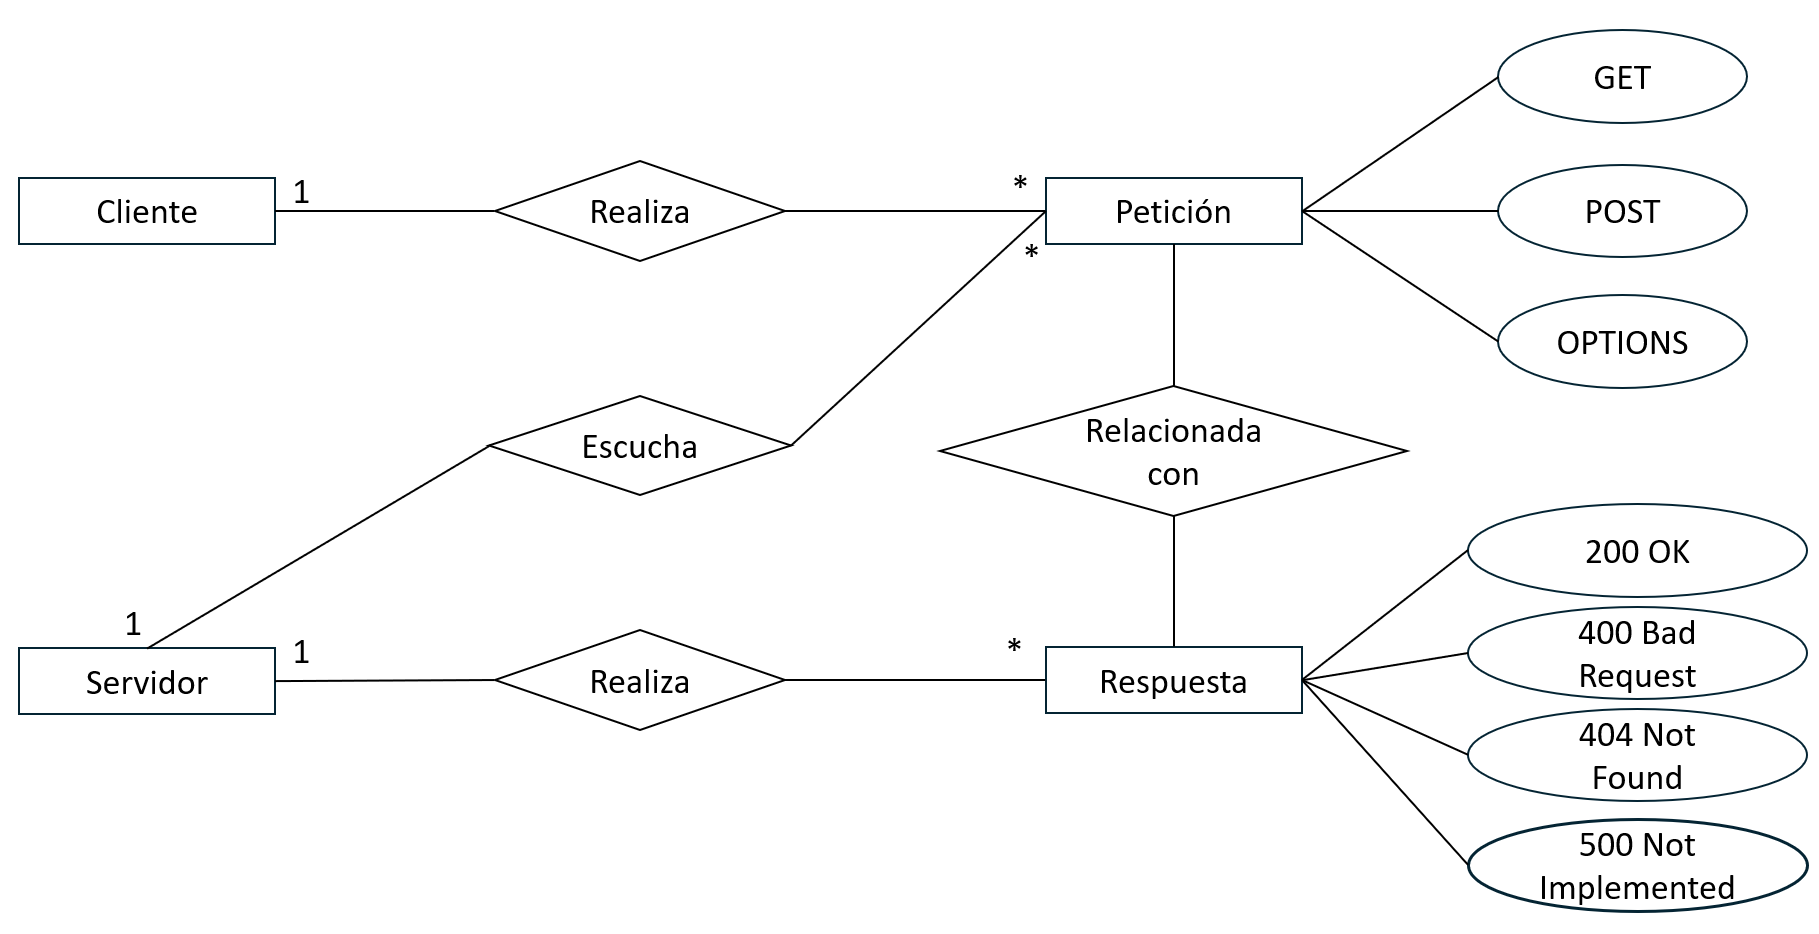 GET
1
*
Cliente
Realiza
Petición
POST
*
OPTIONS
Escucha
Relacionada
con
200 OK
1
1
*
400 Bad
Request
Servidor
Realiza
Respuesta
404 Not
Found
500 Not
Implemented